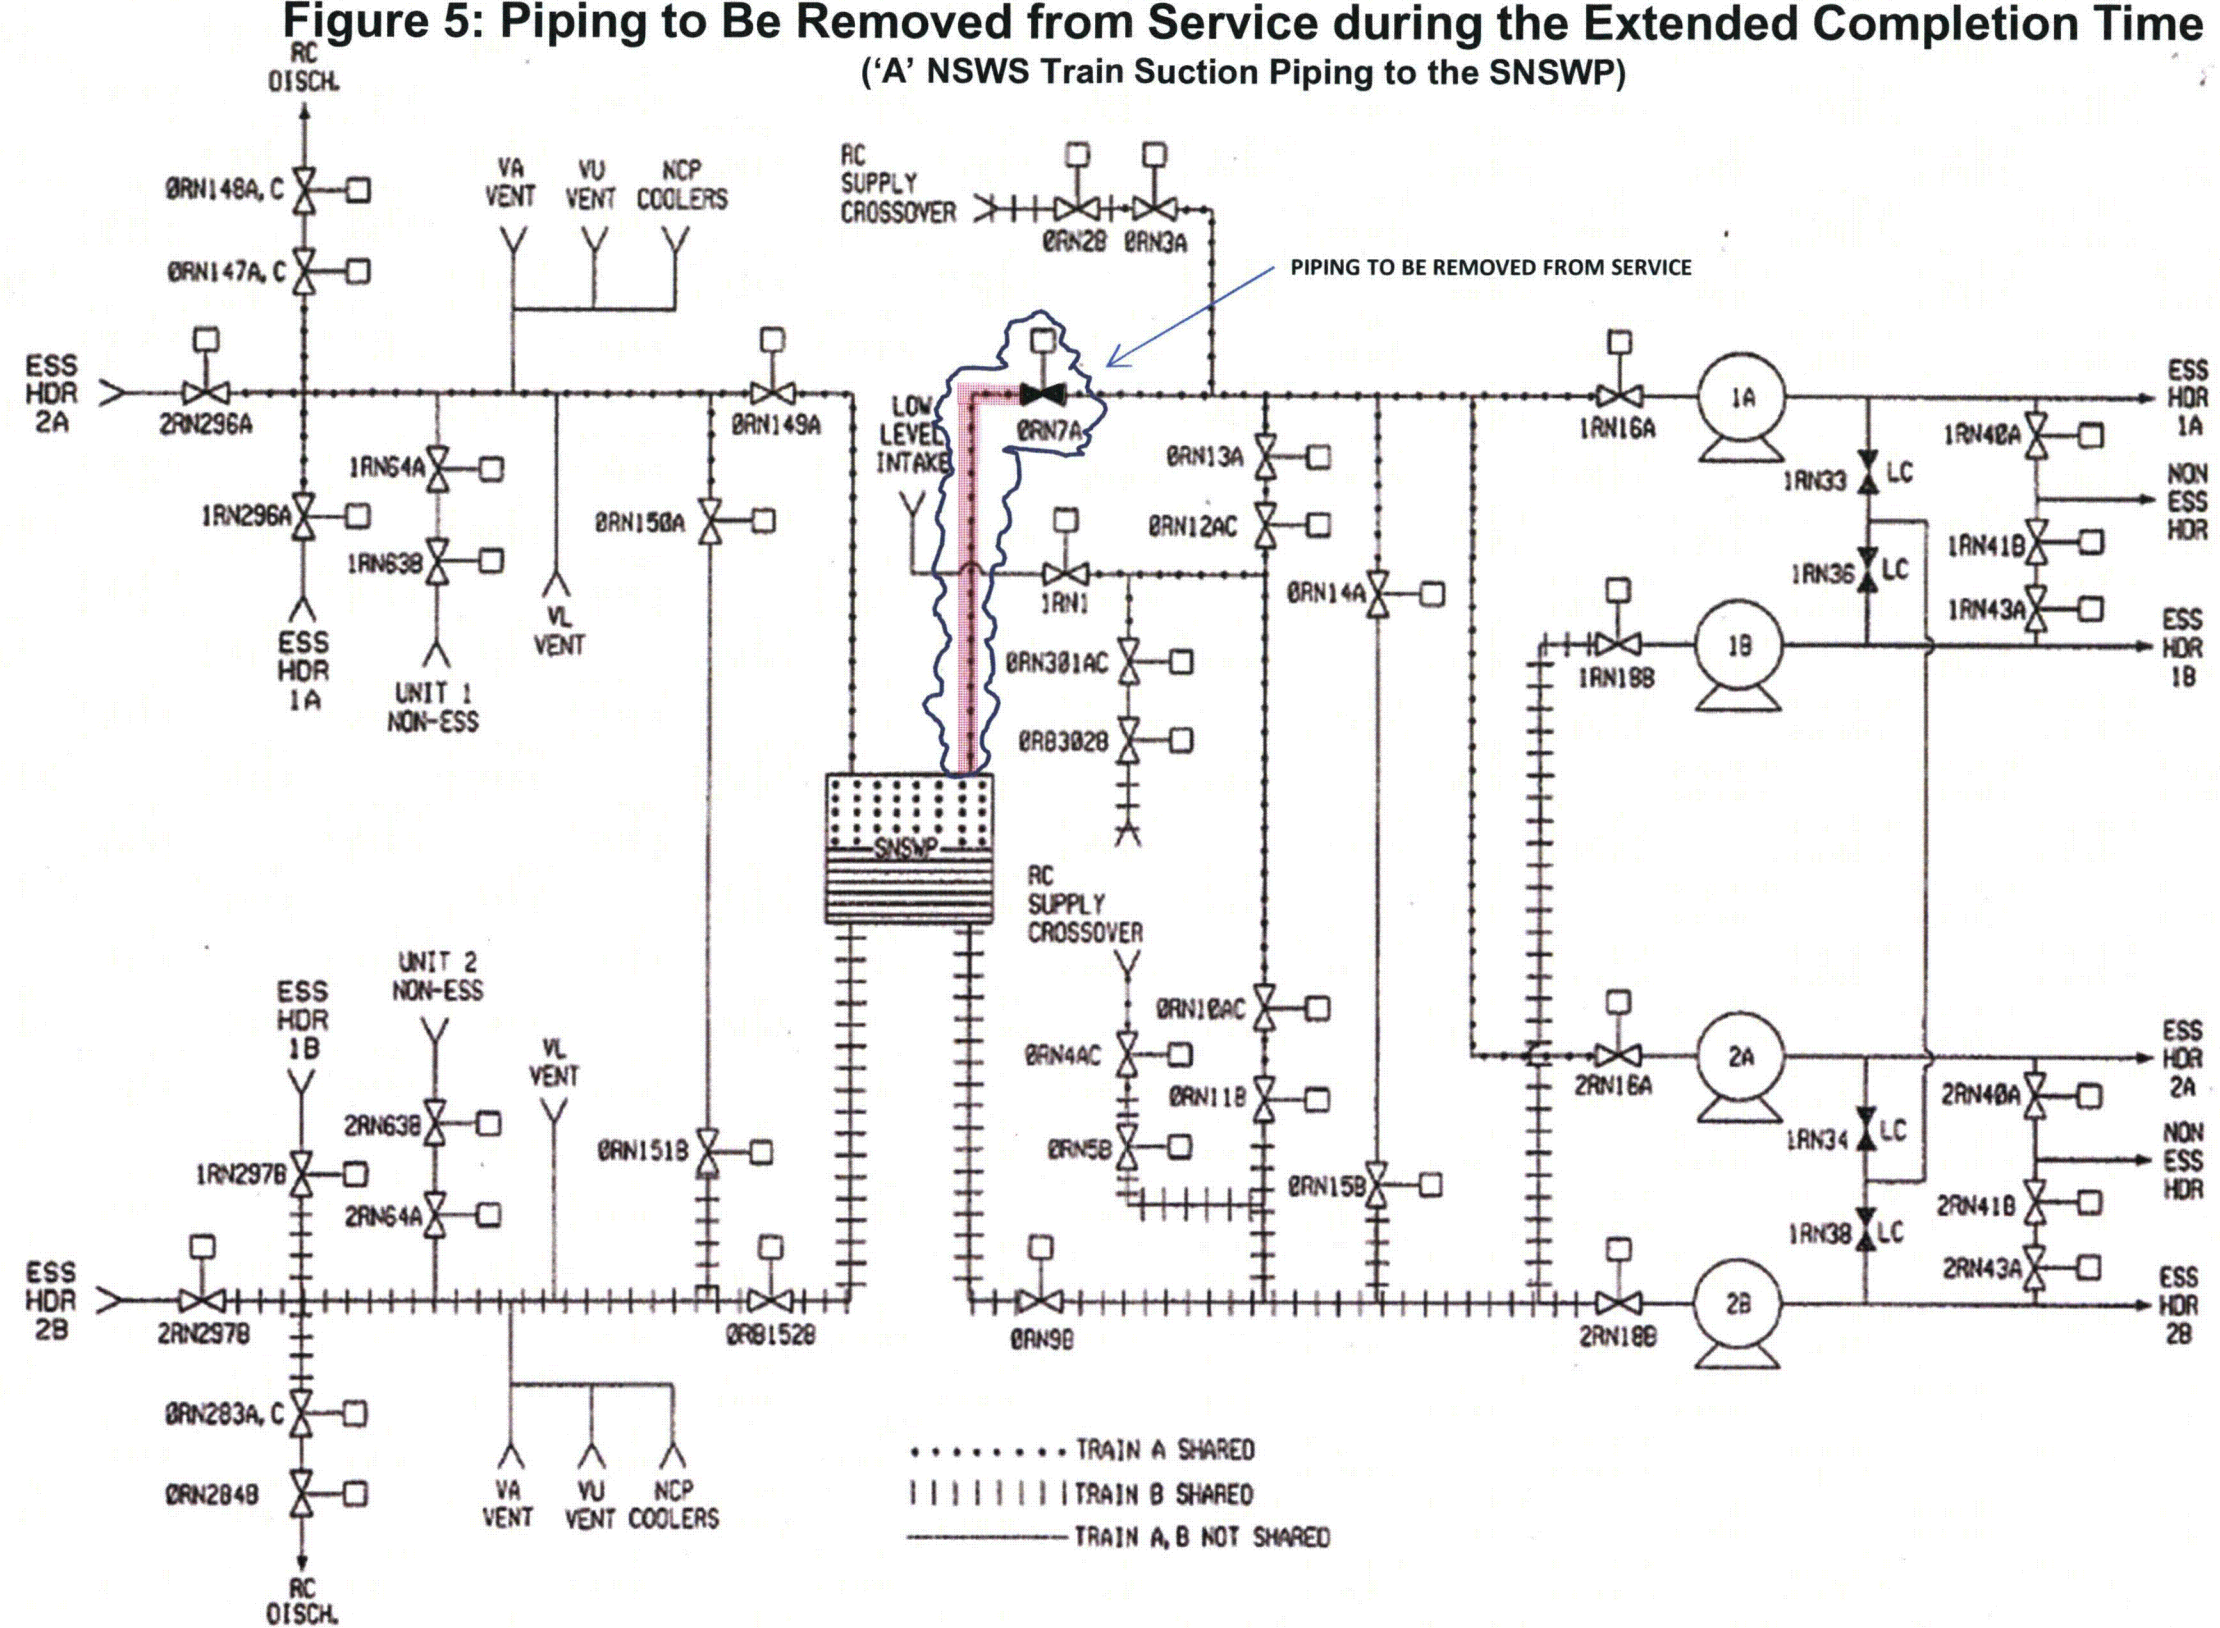 Figure 5: Piping to Be Removed from Service during the Extended Completion Time
(‘A’ NSWS Train Suction Piping to the SNSWP)
RC
DISCH.
ØRN148A, C
ØRN147A, C
VA
VENT
VU
VENT
NCP
COOLERS
RC
SUPPLY
CROSSOVER
ØRN2B
ØRN3A
PIPING TO BE REMOVED FROM SERVICE
ESS
HDR
2A
2RN296A
1RN296A
ESS
HDR
1A
1RN64A
1RN63B
UNIT 1
NON-ESS
VL
VENT
ØRN149A
ØRN150A
LOW
LEVEL
INTAKE
ØRN7A
1RN1
ØRN13A
ØRN12AC
ØRN14A
ØRN301AC
ØRB302B
1RN16A
1A
ESS
HDR
1A
1RN33
LC
1RN40A
NON
ESS
HDR
1RN36
LC
1RN41B
1RN43A
1RN18B
1B
ESS
HDR
1B
SNSWP
RC
SUPPLY
CROSSOVER
ØRN4AC
ØRN5B
ØRN10AC
ØRN11B
ØRN15B
2RN16A
2A
ESS
HDR
2A
1RN34
LC
2RN40A
NON
ESS
HDR
1RN38
LC
2RN41B
2RN43A
2RN18B
2B
ESS
HDR
2B
UNIT 2
NON-ESS
ESS
HDR
1B
VL
VENT
2RN63B
2RN64A
1RN297B
ØRN151B
ESS
HDR
2B
2RN297B
ØRB152B
ØRN9B
ØRN283A, C
ØRN284B
RC
DISCH.
VA
VENT
VU
VENT
NCP
COOLERS
TRAIN A SHARED
TRAIN B SHARED
TRAIN A, B NOT SHARED